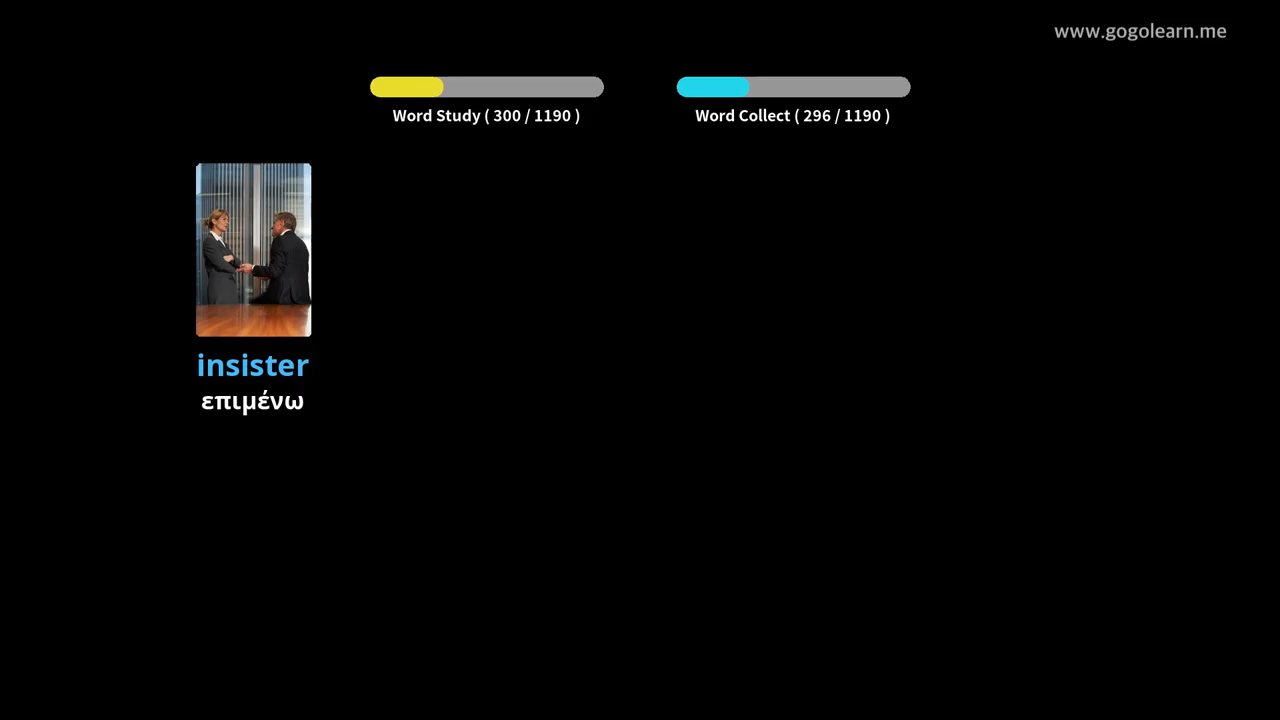 www.gogolearn.me
Word Study ( 300 / 1190 )
Word Collect ( 296 / 1190 )
insister
επιμένω